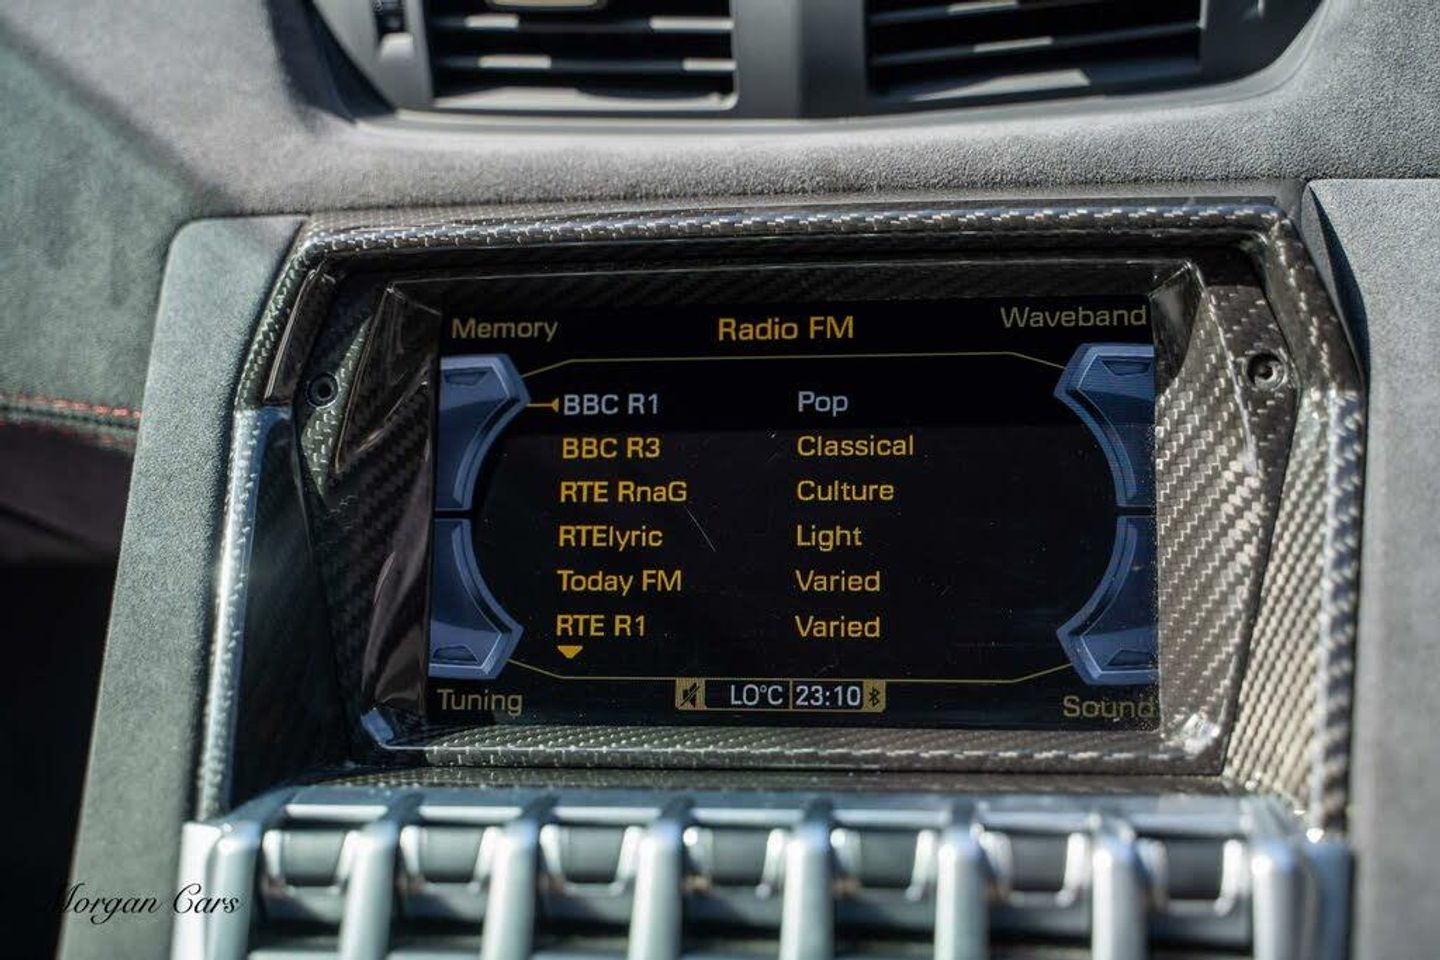 Memory Radio FM Waveband
BBC R1 Pop
BBC R3 Classical
RTE RnaG Culture
RTElyric Light
Today FM Varied
RTE R1 Varied
LO°C 23:10
Tuning Sound
Morgan Cars